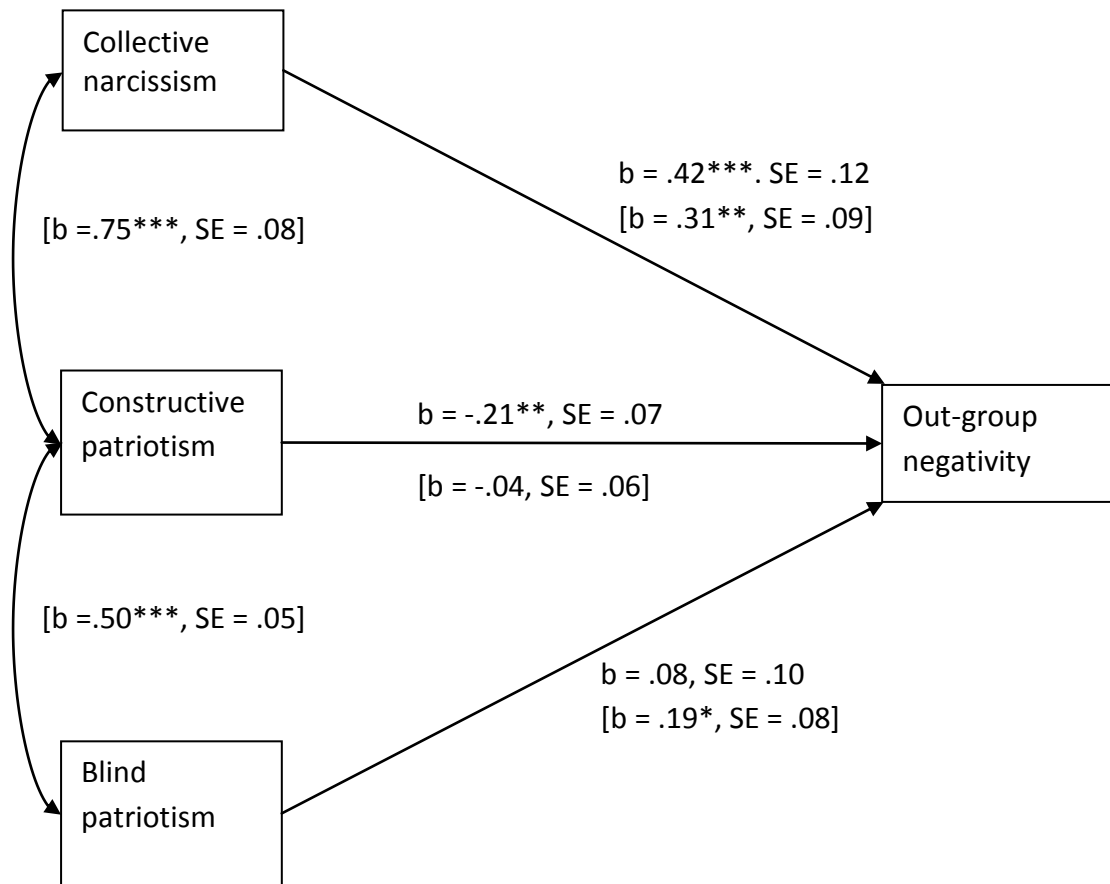 Collective
narcissism
b = .42***. SE = .12
[b = .31**, SE = .09]
[b =.75***, SE = .08]
Constructive
patriotism
b = -.21**, SE = .07
[b = -.04, SE = .06]
Out-group
negativity
[b =.50***, SE = .05]
b = .08, SE = .10
[b = .19*, SE = .08]
Blind
patriotism